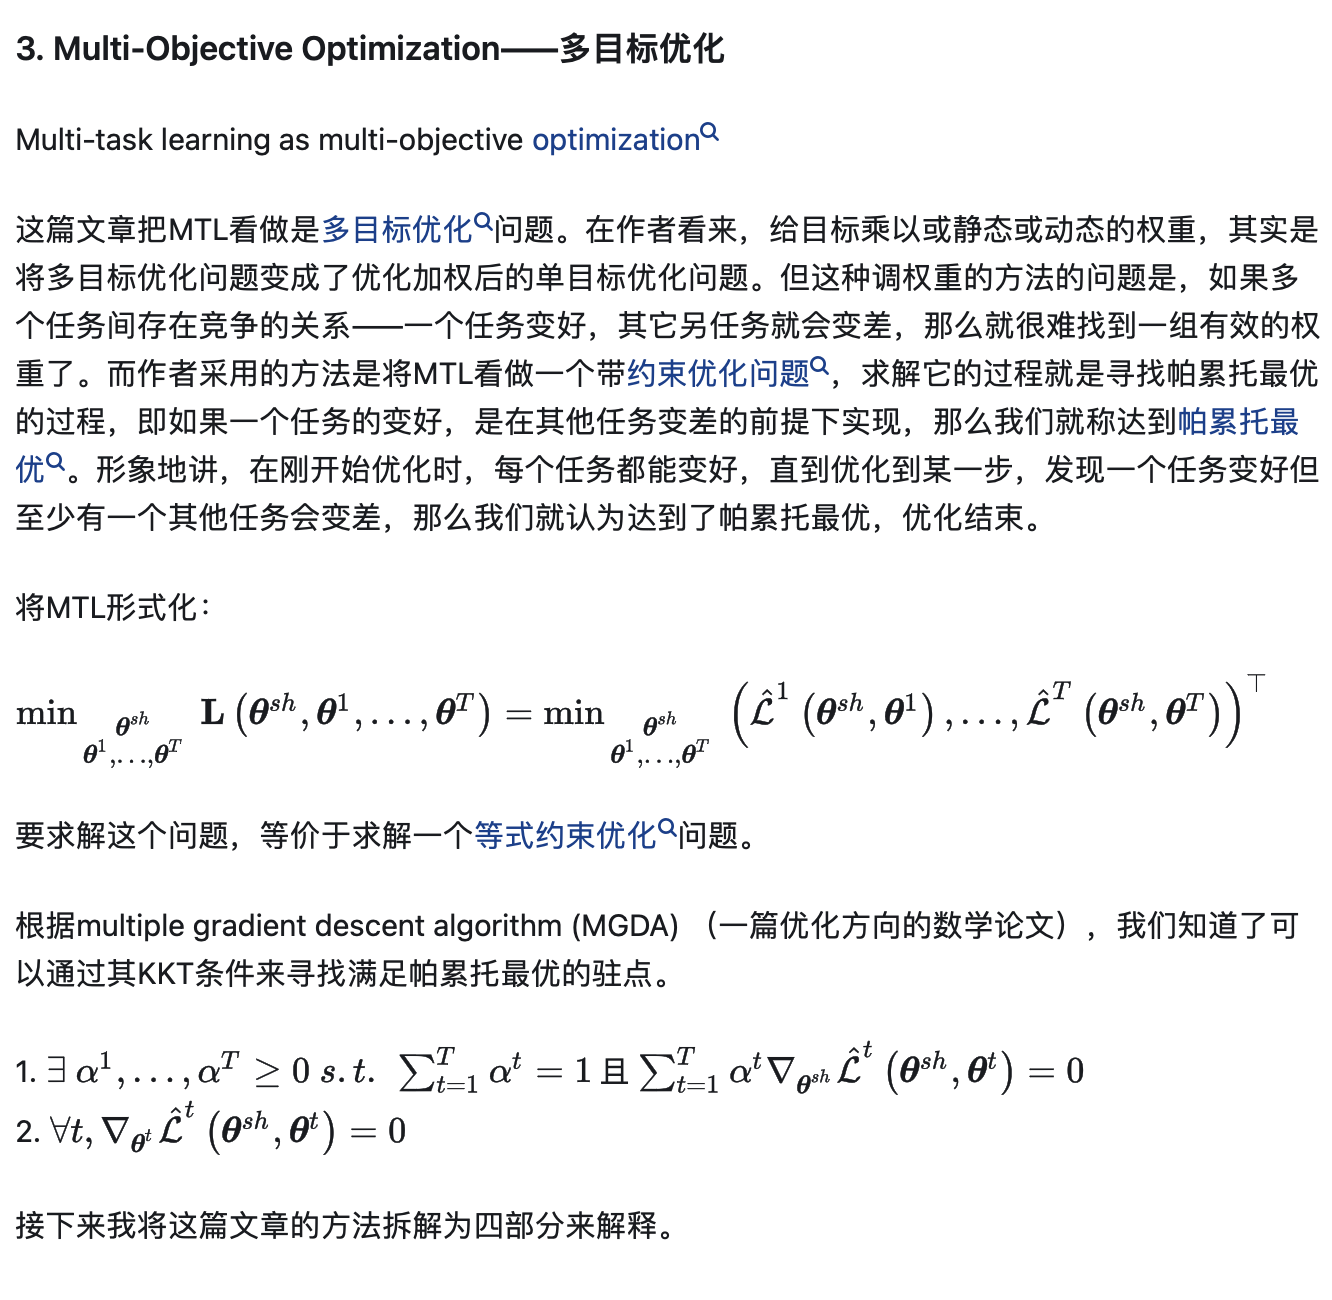 3. Multi-Objective Optimization——多目标优化
Multi-task learning as multi-objective optimization
这篇文章把MTL看做是多目标优化问题。在作者看来，给目标乘以或静态或动态的权重，其实是
将多目标优化问题变成了优化加权后的单目标优化问题。但这种调权重的方法的问题是，如果多
个任务间存在竞争的关系——一个任务变好，其它另任务就会变差，那么就很难找到一组有效的权
重了。而作者采用的方法是将MTL看做一个带约束优化问题，求解它的过程就是寻找帕累托最优
的过程，即如果一个任务的变好，是在其他任务变差的前提下实现，那么我们就称达到帕累托最
优。形象地讲，在刚开始优化时，每个任务都能变好，直到优化到某一步，发现一个任务变好但
至少有一个其他任务会变差，那么我们就认为达到了帕累托最优，优化结束。
将MTL形式化：
$\min_{\substack{\boldsymbol{\theta}^{sh} \\ \boldsymbol{\theta}^1,\ldots,\boldsymbol{\theta}^T}} \mathbf{L}\left(\boldsymbol{\theta}^{sh},\boldsymbol{\theta}^1,\ldots,\boldsymbol{\theta}^T\right) = \min_{\substack{\boldsymbol{\theta}^{sh} \\ \boldsymbol{\theta}^1,\ldots,\boldsymbol{\theta}^T}} \left(\hat{\mathcal{L}}^1\left(\boldsymbol{\theta}^{sh},\boldsymbol{\theta}^1\right),\ldots,\hat{\mathcal{L}}^T\left(\boldsymbol{\theta}^{sh},\boldsymbol{\theta}^T\right)\right)^\top$
要求解这个问题，等价于求解一个等式约束优化问题。
根据multiple gradient descent algorithm (MGDA) （一篇优化方向的数学论文），我们知道了可
以通过其KKT条件来寻找满足帕累托最优的驻点。
1. $\exists\, \alpha^1,\ldots,\alpha^T \geq 0\ s.t.\ \sum_{t=1}^T \alpha^t = 1$ 且 $\sum_{t=1}^T \alpha^t \nabla_{\boldsymbol{\theta}^{sh}} \hat{\mathcal{L}}^t\left(\boldsymbol{\theta}^{sh},\boldsymbol{\theta}^t\right) = 0$
2. $\forall t, \nabla_{\boldsymbol{\theta}^t} \hat{\mathcal{L}}^t\left(\boldsymbol{\theta}^{sh},\boldsymbol{\theta}^t\right) = 0$
接下来我将这篇文章的方法拆解为四部分来解释。